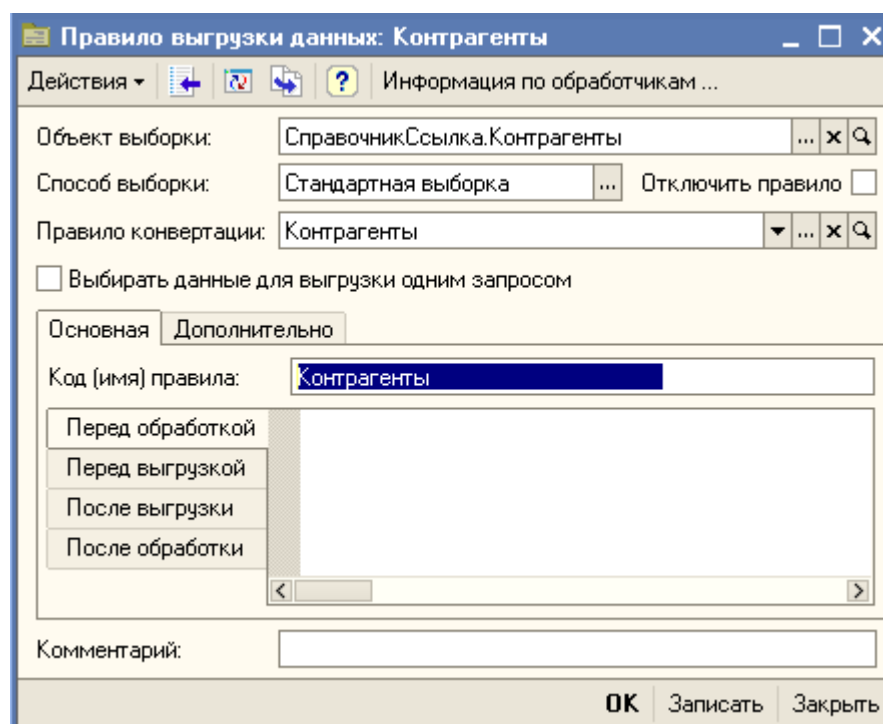 Правило выгрузки данных: Контрагенты
Действия Информация по обработчикам ...
Объект выборки: СправочникСсылка.Контрагенты
Способ выборки: Стандартная выборка ... Отключить правило
Правило конвертации: Контрагенты
Выбирать данные для выгрузки одним запросом
Основная Дополнительно
Код (имя) правила: Контрагенты
Перед обработкой
Перед выгрузкой
После выгрузки
После обработки
Комментарий:
OK Записать Закрыть